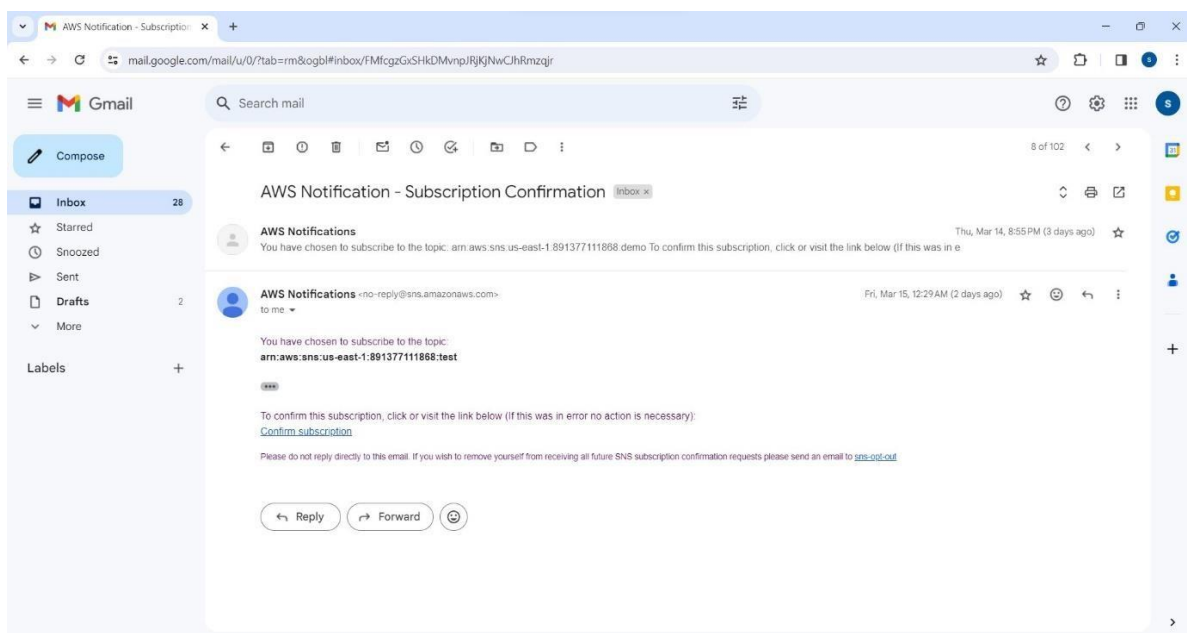 AWS Notification - Subscription
mail.google.com/mail/u/0/?tab=rm&ogbl#inbox/FMfcgzGxSHkDMvnpJRjKjNwCJhRmzqjr
Gmail
Search mail
S
Compose
8 of 102
Inbox 28
Starred
Snoozed
Sent
Drafts 2
More
Labels
AWS Notification - Subscription Confirmation Inbox ×
AWS Notifications Thu, Mar 14, 8:55 PM (3 days ago)
You have chosen to subscribe to the topic: arn:aws:sns:us-east-1:891377111868:demo To confirm this subscription, click or visit the link below (If this was in e
AWS Notifications <no-reply@sns.amazonaws.com> Fri, Mar 15, 12:29 AM (2 days ago)
to me
You have chosen to subscribe to the topic:
arn:aws:sns:us-east-1:891377111868:test
To confirm this subscription, click or visit the link below (If this was in error no action is necessary):
Confirm subscription
Please do not reply directly to this email. If you wish to remove yourself from receiving all future SNS subscription confirmation requests please send an email to sns-opt-out
Reply Forward